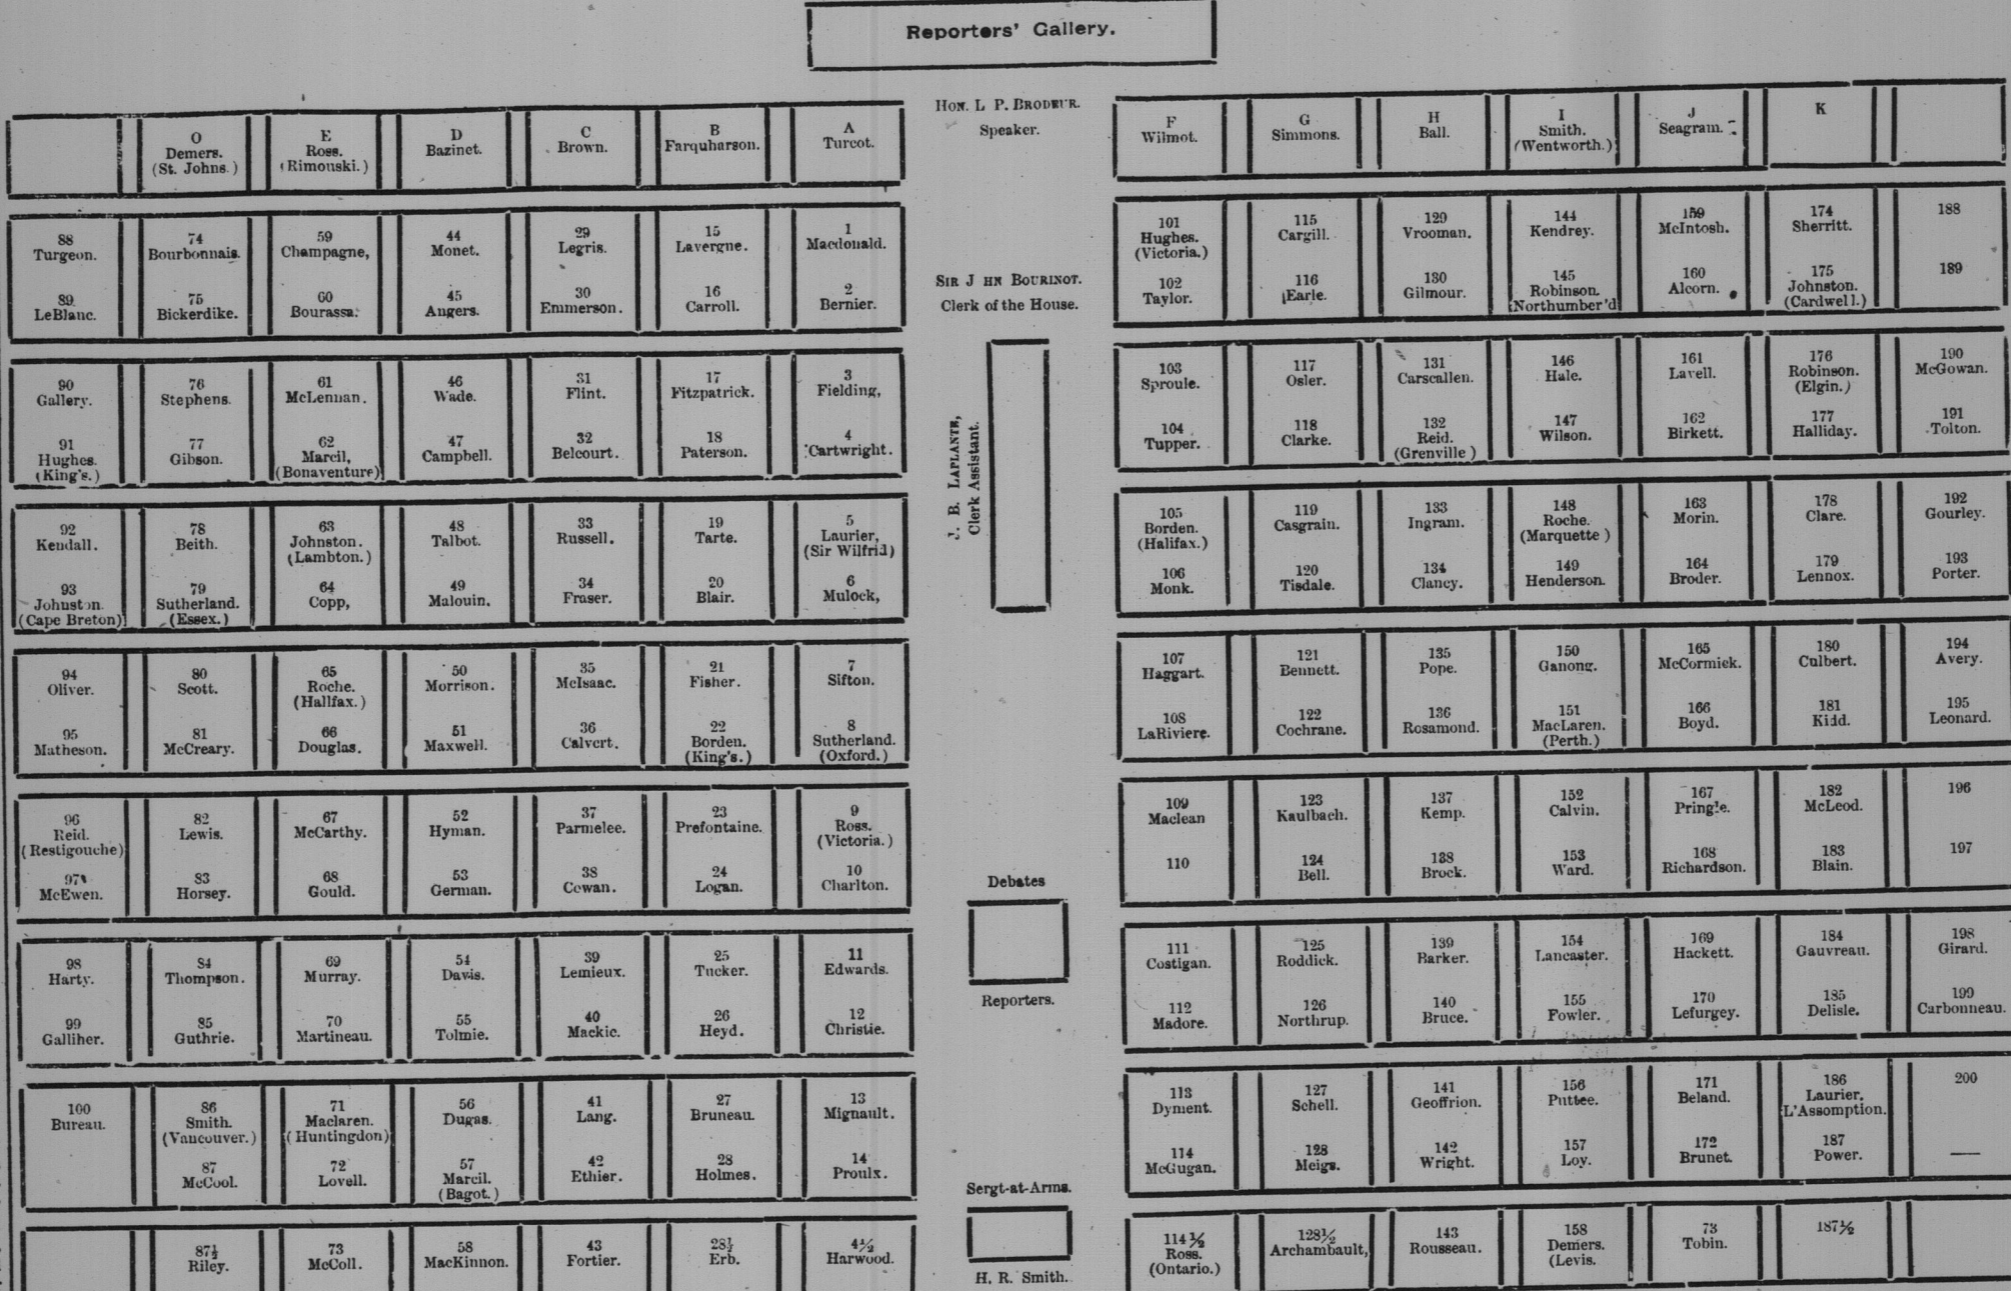 Reporters' Gallery.
HON. L P. BRODEUR.
Speaker.
O
Demers.
(St. Johns.)
E
Ross.
(Rimouski.)
D
Bazinet.
C
Brown.
B
Farquharson.
A
Turcot.
F
Wilmot.
G
Simmons.
H
Ball.
I
Smith.
(Wentworth.)
J
Seagram.
K
88
Turgeon.
89
LeBlanc.
74
Bourbonnais.
75
Bickerdike.
59
Champagne,
60
Bourassa.
44
Monet.
45
Angers.
29
Legris.
30
Emmerson.
15
Lavergne.
16
Carroll.
1
Macdonald.
2
Bernier.
SIR J HN BOURINOT.
Clerk of the House.
101
Hughes.
(Victoria.)
102
Taylor.
115
Cargill.
116
Earle.
129
Vrooman.
130
Gilmour.
144
Kendrey.
145
Robinson.
(Northumber'd
159
McIntosh.
160
Alcorn.
174
Sherritt.
175
Johnston.
(Cardwell.)
188
189
90
Gallery.
91
Hughes.
(King's.)
76
Stephens.
77
Gibson.
61
McLennan.
62
Marcil,
(Bonaventure)
46
Wade.
47
Campbell.
31
Flint.
32
Belcourt.
17
Fitzpatrick.
18
Paterson.
3
Fielding,
4
Cartwright.
J. B. LAPLANTE,
Clerk Assistant.
103
Sproule.
104
Tupper.
117
Osler.
118
Clarke.
131
Carscallen.
132
Reid.
(Grenville)
146
Hale.
147
Wilson.
161
Lavell.
162
Birkett.
176
Robinson.
(Elgin.)
177
Halliday.
190
McGowan.
191
Tolton.
92
Kendall.
93
Johnston.
(Cape Breton)
78
Beith.
79
Sutherland.
(Essex.)
63
Johnston.
(Lambton.)
64
Copp,
48
Talbot.
49
Malouin.
33
Russell.
34
Fraser.
19
Tarte.
20
Blair.
5
Laurier,
(Sir Wilfrid)
6
Mulock,
105
Borden.
(Halifax.)
106
Monk.
119
Casgrain.
120
Tisdale.
133
Ingram.
134
Clancy.
148
Roche.
(Marquette)
149
Henderson.
163
Morin.
164
Broder.
178
Clare.
179
Lennox.
192
Gourley.
193
Porter.
94
Oliver.
95
Matheson.
80
Scott.
81
McCreary.
65
Roche.
(Halifax.)
66
Douglas.
50
Morrison.
51
Maxwell.
35
McIsaac.
36
Calvert.
21
Fisher.
22
Borden.
(King's.)
7
Sifton.
8
Sutherland.
(Oxford.)
107
Haggart.
108
LaRiviere.
121
Bennett.
122
Cochrane.
135
Pope.
136
Rosamond.
150
Ganong.
151
MacLaren.
(Perth.)
165
McCormick.
166
Boyd.
180
Culbert.
181
Kidd.
194
Avery.
195
Leonard.
96
Reid.
(Restigouche)
97
McEwen.
82
Lewis.
83
Horsey.
67
McCarthy.
68
Gould.
52
Hyman.
53
German.
37
Parmelee.
38
Cowan.
23
Prefontaine.
24
Logan.
9
Ross.
(Victoria.)
10
Charlton.
109
Maclean
110
123
Kaulbach.
124
Bell.
137
Kemp.
138
Brock.
152
Calvin.
153
Ward.
167
Pringle.
168
Richardson.
182
McLeod.
183
Blain.
196
197
Debates
Reporters.
98
Harty.
99
Galliher.
84
Thompson.
85
Guthrie.
69
Murray.
70
Martineau.
54
Davis.
55
Tolmie.
39
Lemieux.
40
Mackie.
25
Tucker.
26
Heyd.
11
Edwards.
12
Christie.
111
Costigan.
112
Madore.
125
Roddick.
126
Northrup.
139
Barker.
140
Bruce.
154
Lancaster.
155
Fowler.
169
Hackett.
170
Lefurgey.
184
Gauvreau.
185
Delisle.
198
Girard.
199
Carbonneau.
100
Bureau.
86
Smith.
(Vancouver.)
87
McCool.
71
Maclaren.
(Huntingdon)
72
Lovell.
56
Dugas.
57
Marcil.
(Bagot.)
41
Lang.
42
Ethier.
27
Bruneau.
28
Holmes.
13
Mignault.
14
Proulx.
113
Dyment.
114
McGugan.
127
Schell.
128
Meigs.
141
Geoffrion.
142
Wright.
156
Puttee.
157
Loy.
171
Beland.
172
Brunet.
186
Laurier.
L'Assomption.
187
Power.
200
—
Sergt-at-Arms.
H. R. Smith.
87½
Riley.
73
McColl.
58
MacKinnon.
43
Fortier.
28½
Erb.
4½
Harwood.
114½
Ross.
(Ontario.)
128½
Archambault,
143
Rousseau.
158
Demers.
(Levis.
73
Tobin.
187½